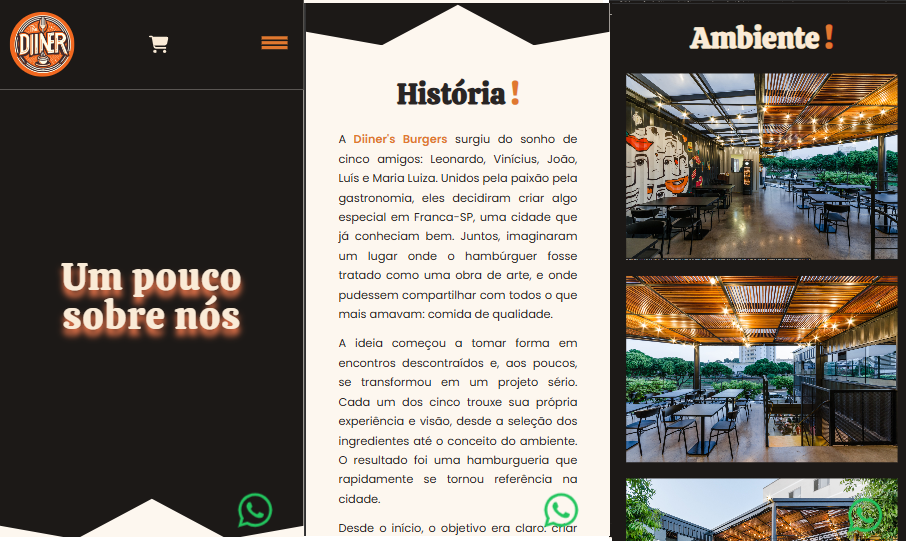 DIINER
Um pouco
sobre nós
História!
A Diiner's Burgers surgiu do sonho de
cinco amigos: Leonardo, Vinícius, João,
Luís e Maria Luiza. Unidos pela paixão pela
gastronomia, eles decidiram criar algo
especial em Franca-SP, uma cidade que
já conheciam bem. Juntos, imaginaram
um lugar onde o hambúrguer fosse
tratado como uma obra de arte, e onde
pudessem compartilhar com todos o que
mais amavam: comida de qualidade.
A ideia começou a tomar forma em
encontros descontraídos e, aos poucos,
se transformou em um projeto sério.
Cada um dos cinco trouxe sua própria
experiência e visão, desde a seleção dos
ingredientes até o conceito do ambiente.
O resultado foi uma hamburgueria que
rapidamente se tornou referência na
cidade.
Desde o início, o objetivo era claro: criar
Ambiente!